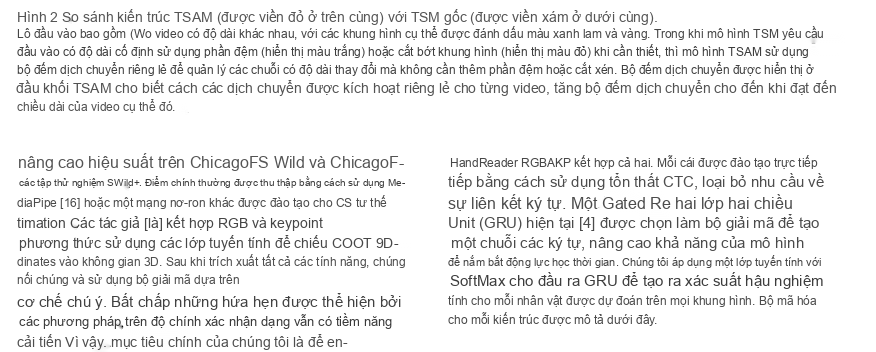 Hình 2 So sánh kiến trúc TSAM (được viền đỏ ở trên cùng) với TSM gốc (được viền xám ở dưới cùng).
Lô đầu vào bao gồm (Wo video có độ dài khác nhau, với các khung hình cụ thể được đánh dấu màu xanh lam và vàng. Trong khi mô hình TSM yêu cầu
đầu vào có độ dài cố định sử dụng phần đệm (hiển thị màu trắng) hoặc cắt bớt khung hình (hiển thị màu đỏ) khi cần thiết, thì mô hình TSAM sử dụng
bộ đếm dịch chuyển riêng lẻ để quản lý các chuỗi có độ dài thay đổi mà không cần thêm phần đệm hoặc cắt xén. Bộ đếm dịch chuyển được hiển thị ở
đầu khối TSAM cho biết cách các dịch chuyển được kích hoạt riêng lẻ cho từng video, tăng bộ đếm dịch chuyển cho đến khi đạt đến
chiều dài của video cụ thể đó.
nâng cao hiệu suất trên ChicagoFS Wild và ChicagoF-
các tập thử nghiệm SWild+. Điểm chính thường được thu thập bằng cách sử dụng Me-
diaPipe [16] hoặc một mạng nơ-ron khác được đào tạo cho CS tư thế
timation Các tác giả [là] kết hợp RGB và keypoint
phương thức sử dụng các lớp tuyến tính để chiếu COOT 9D-
dinates vào không gian 3D. Sau khi trích xuất tất cả các tính năng, chúng
nối chúng và sử dụng bộ giải mã dựa trên
cơ chế chú ý. Bất chấp những hứa hẹn được thể hiện bởi
các phương pháp, trên độ chính xác nhận dạng vẫn có tiềm năng
cải tiến Vì vậy. mục tiêu chính của chúng tôi là để en-
HandReader RGBAKP kết hợp cả hai. Mỗi cái được đào tạo trực tiếp
tiếp bằng cách sử dụng tổn thất CTC, loại bỏ nhu cầu về
sự liên kết ký tự. Một Gated Re hai lớp hai chiều
Unit (GRU) hiện tại [4] được chọn làm bộ giải mã để tạo
một chuỗi các ký tự, nâng cao khả năng của mô hình
để nắm bắt động lực học thời gian. Chúng tôi áp dụng một lớp tuyến tính với
SoftMax cho đầu ra GRU để tạo ra xác suất hậu nghiệm
tính cho mỗi nhân vật được dự đoán trên mọi khung hình. Bộ mã hóa
cho mỗi kiến trúc được mô tả dưới đây.